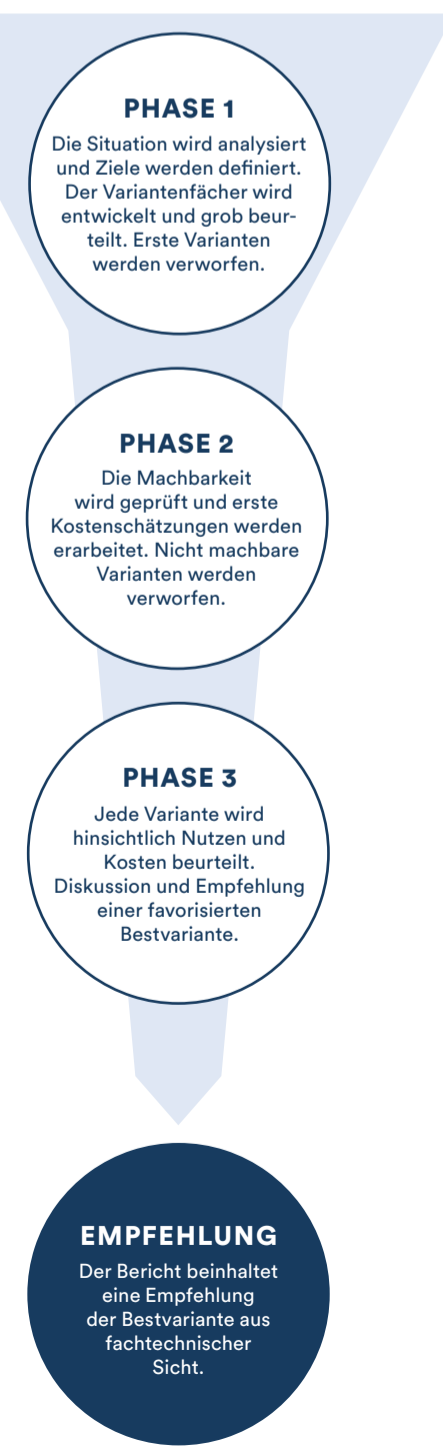 PHASE 1
Die Situation wird analysiert
und Ziele werden definiert.
Der Variantenfächer wird
entwickelt und grob beur-
teilt. Erste Varianten
werden verworfen.
PHASE 2
Die Machbarkeit
wird geprüft und erste
Kostenschätzungen werden
erarbeitet. Nicht machbare
Varianten werden
verworfen.
PHASE 3
Jede Variante wird
hinsichtlich Nutzen und
Kosten beurteilt.
Diskussion und Empfehlung
einer favorisierten
Bestvariante.
EMPFEHLUNG
Der Bericht beinhaltet
eine Empfehlung
der Bestvariante aus
fachtechnischer
Sicht.